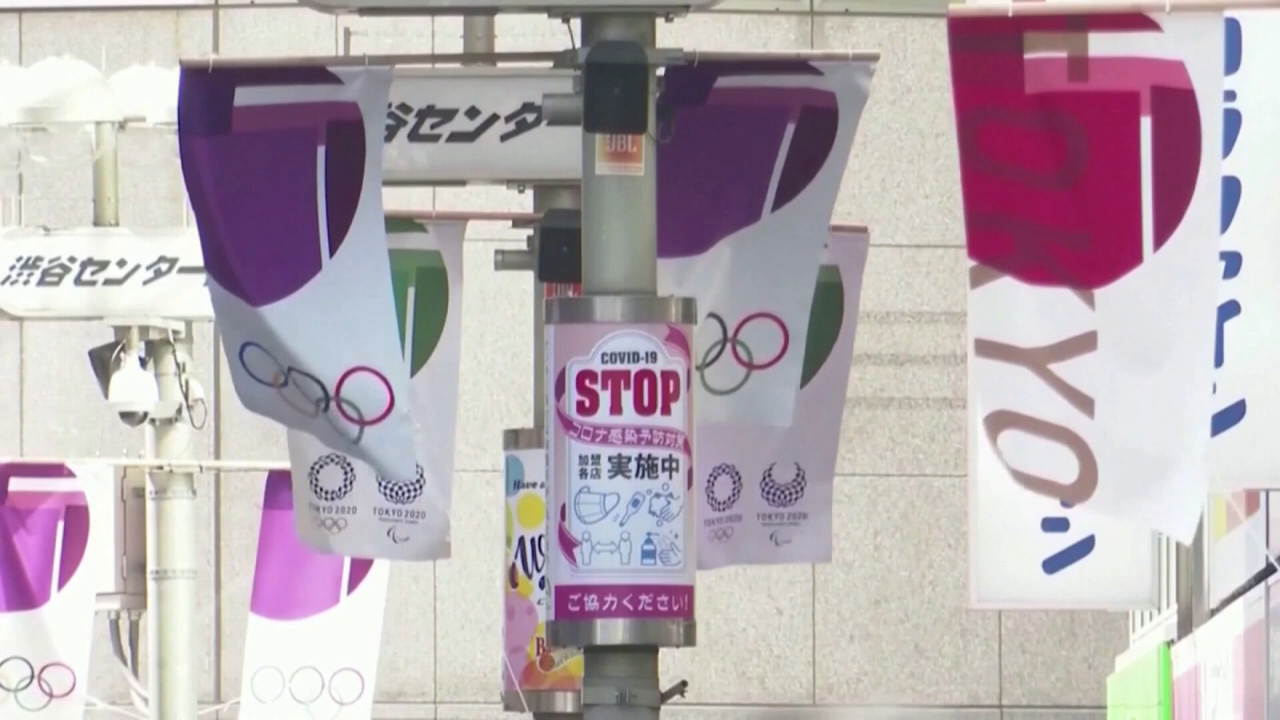 渋谷センター
谷センタ
JBL
COVID-19
STOP
コロナ感染予防対策
加盟
各店
実施中
ご協力ください!
Have a
TOKYO 2020
TOKYO 2020
TOKYO 2020
TOKYO 2020
TOKYO